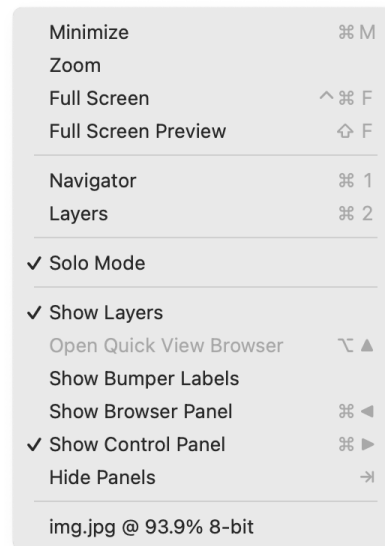 Minimize ⌘ M
Zoom
Full Screen ^ ⌘ F
Full Screen Preview ⇧ F
Navigator ⌘ 1
Layers ⌘ 2
✓ Solo Mode
✓ Show Layers
Open Quick View Browser ⌥ ▲
Show Bumper Labels
Show Browser Panel ⌘ ◀
✓ Show Control Panel ⌘ ▶
Hide Panels ⇥
img.jpg @ 93.9% 8-bit